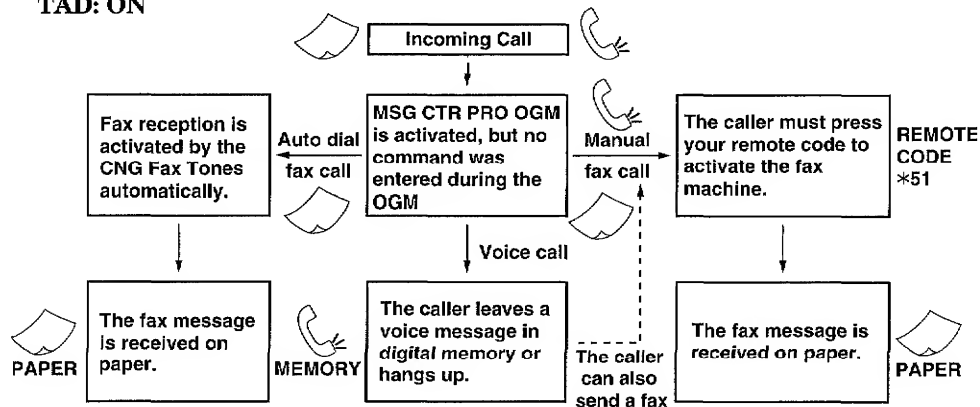 TAD: ON
Incoming Call
Fax reception is
activated by the
CNG Fax Tones
automatically.
Auto dial
fax call
MSG CTR PRO OGM
is activated, but no
command was
entered during the
OGM
Manual
fax call
The caller must press
your remote code to
activate the fax
machine.
REMOTE
CODE
*51
Voice call
PAPER
The fax message
is received on
paper.
MEMORY
The caller leaves a
voice message in
digital memory or
hangs up.
The caller
can also
send a fax
The fax message is
received on paper.
PAPER